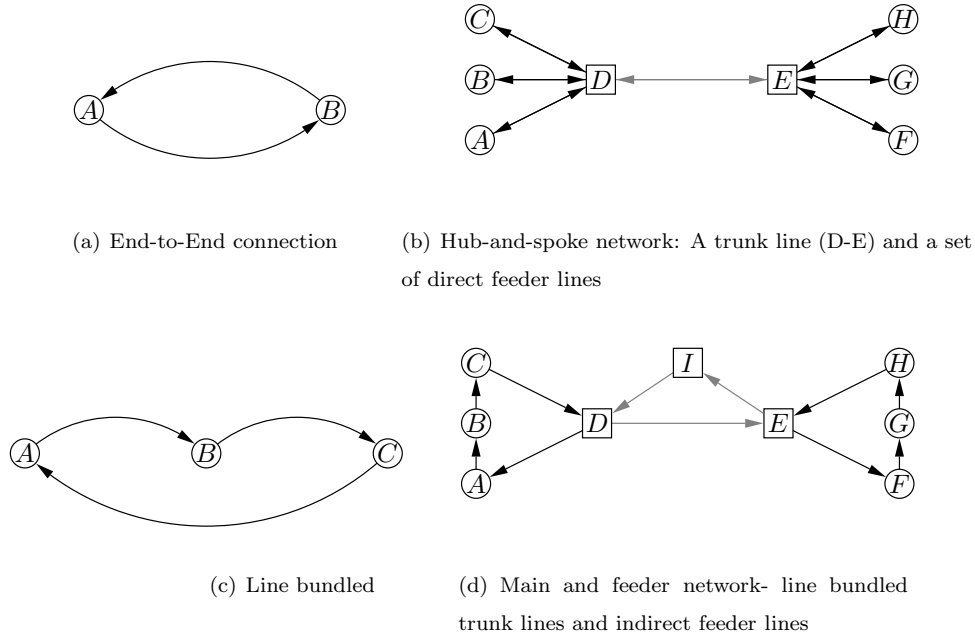 A
B
(a) End-to-End connection
C
H
B
D
E
G
A
F
(b) Hub-and-spoke network: A trunk line (D-E) and a set
of direct feeder lines
A
B
C
(c) Line bundled
C
I
H
B
D
E
G
A
F
(d) Main and feeder network- line bundled
trunk lines and indirect feeder lines